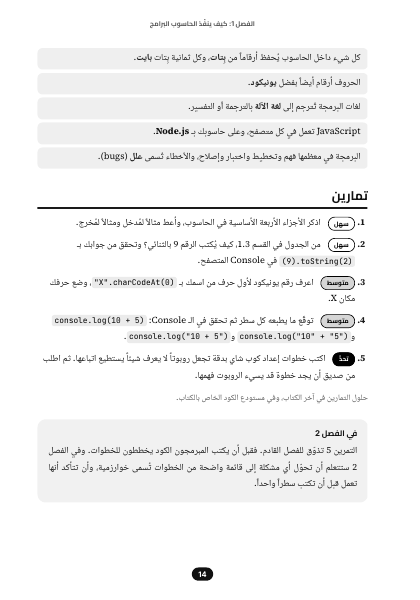 الفصل 1: كيف ينفّذ الحاسوب البرامج
كل شيء داخل الحاسوب يُحفظ أرقاماً من بِتات، وكل ثمانية بِتات بايت.
الحروف أرقام أيضاً بفضل يونيكود.
لغات البرمجة تُترجم إلى لغة الآلة بالترجمة أو التفسير.
JavaScript تعمل في كل متصفح، وعلى حاسوبك بـ Node.js.
البرمجة في معظمها فهم وتخطيط واختبار وإصلاح، والأخطاء تُسمى علل (bugs).
تمارين
1. سهل اذكر الأجزاء الأربعة الأساسية في الحاسوب، وأعط مثالاً لمُدخل ومثالاً لمُخرج.
2. سهل من الجدول في القسم 1.3، كيف يُكتب الرقم 9 بالثنائي؟ وتحقق من جوابك بـ
(9).toString(2) في Console المتصفح.
3. متوسط اعرف رقم يونيكود لأول حرف من اسمك بـ "X".charCodeAt(0)، وضع حرفك
مكان X.
4. متوسط توقّع ما يطبعه كل سطر ثم تحقق في الـ Console: console.log(10 + 5)
و console.log("10" + "5") و console.log("10 + 5") .
5. تحدٍّ اكتب خطوات إعداد كوب شاي بدقة تجعل روبوتاً لا يعرف شيئاً يستطيع اتباعها. ثم اطلب
من صديق أن يجد خطوة قد يسيء الروبوت فهمها.
حلول التمارين في آخر الكتاب، وفي مستودع الكود الخاص بالكتاب.
في الفصل 2
التمرين 5 تذوّق للفصل القادم. فقبل أن يكتب المبرمجون الكود يخططون للخطوات. وفي الفصل
2 ستتعلم أن تحوّل أي مشكلة إلى قائمة واضحة من الخطوات تُسمى خوارزمية، وأن تتأكد أنها
تعمل قبل أن تكتب سطراً واحداً.
14